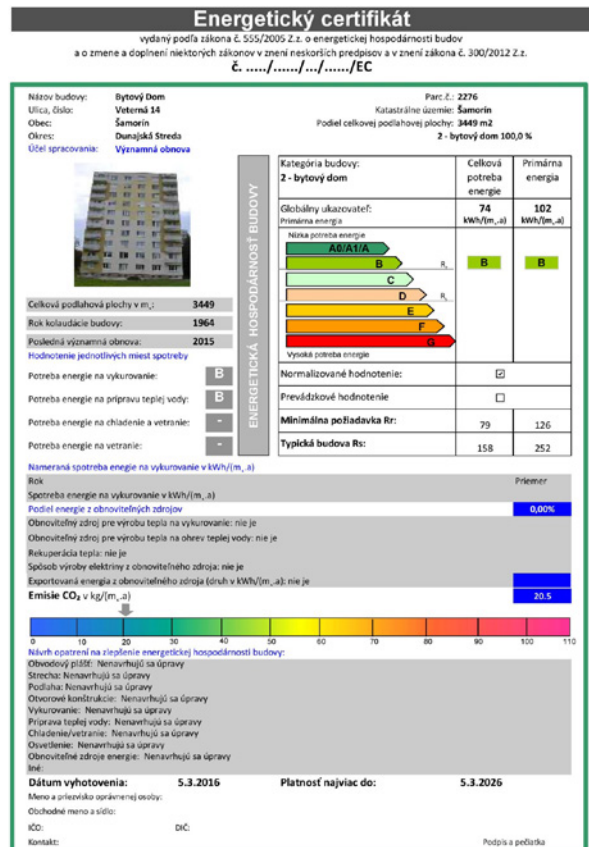 Energetický certifikát
vydaný podľa zákona č. 555/2005 Z.z. o energetickej hospodárnosti budov
a o zmene a doplnení niektorých zákonov v znení neskorších predpisov a v znení zákona č. 300/2012 Z.z.
č. ...../....../.../....../EC
Názov budovy: Bytový Dom
Parc.č.: 2276
Ulica, číslo: Veterná 14
Katastrálne územie: Šamorín
Obec: Šamorín
Podiel celkovej podlahovej plochy: 3449 m2
Okres: Dunajská Streda
2 - bytový dom 100,0 %
Účel spracovania: Významná obnova
ENERGETICKÁ HOSPODÁRNOSŤ BUDOVY
Kategória budovy:
2 - bytový dom
Celková potreba energie
Primárna energia
Globálny ukazovateľ:
Primárna energia
74 kWh/(m₂.a)
102 kWh/(m₂.a)
Nízka potreba energie
A0/A1/A
B
C
D
E
F
G
Vysoká potreba energie
B B
Celková podlahová plochy v m₂: 3449
Rok kolaudácie budovy: 1964
Posledná významná obnova: 2015
Hodnotenie jednotlivých miest spotreby
Potreba energie na vykurovanie: B
Potreba energie na prípravu teplej vody: B
Potreba energie na chladenie a vetranie: -
Potreba energie na vetranie: -
Normalizované hodnotenie: ☑
Prevádzkové hodnotenie ☐
Minimálna požiadavka Rr: 79 126
Typická budova Rs: 158 252
Nameraná spotreba enegie na vykurovanie v kWh/(m₂.a)
Rok Priemer
Spotreba energie na vykurovanie v kWh/(m₂.a)
Podiel energie z obnoviteľných zdrojov 0,00%
Obnoviteľný zdroj pre výrobu tepla na vykurovanie: nie je
Obnoviteľný zdroj pre výrobu tepla na ohrev teplej vody: nie je
Rekuperácia tepla: nie je
Spôsob výroby elektriny z obnoviteľného zdroja: nie je
Exportovaná energia z obnoviteľného zdroja (druh v kWh/(m₂.a): nie je
Emisie CO₂ v kg/(m₂.a) 20.5
0 10 20 30 40 50 60 70 80 90 100 110
Návrh opatrení na zlepšenie energetickej hospodárnosti budovy:
Obvodový plášť: Nenavrhujú sa úpravy
Strecha: Nenavrhujú sa úpravy
Podlaha: Nenavrhujú sa úpravy
Otvorové konštrukcie: Nenavrhujú sa úpravy
Vykurovanie: Nenavrhujú sa úpravy
Príprava teplej vody: Nenavrhujú sa úpravy
Chladenie/vetranie: Nenavrhujú sa úpravy
Osvetlenie: Nenavrhujú sa úpravy
Obnoviteľné zdroje energie: Nenavrhujú sa úpravy
Iné:
Dátum vyhotovenia: 5.3.2016 Platnosť najviac do: 5.3.2026
Meno a priezvisko oprávnenej osoby:
Obchodné meno a sídlo:
IČO: DIČ:
Kontakt: Podpis a pečiatka